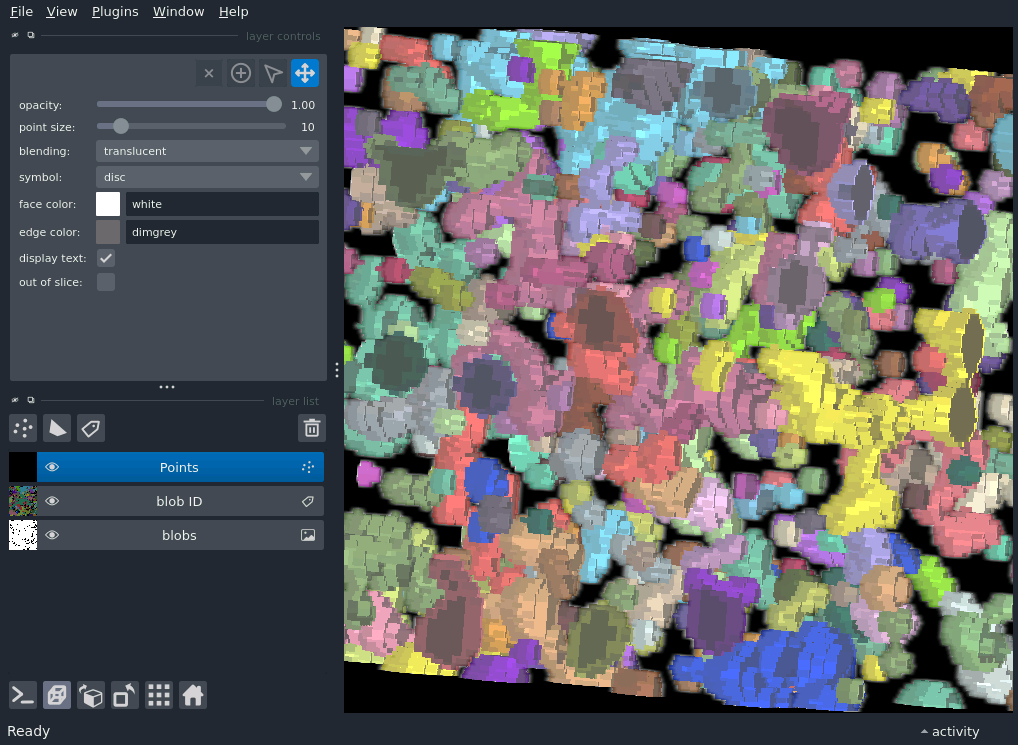 File View Plugins Window Help
layer controls
opacity: 1.00
point size: 10
blending: translucent
symbol: disc
face color: white
edge color: dimgrey
display text:
out of slice:
layer list
Points
blob ID
blobs
Ready
activity